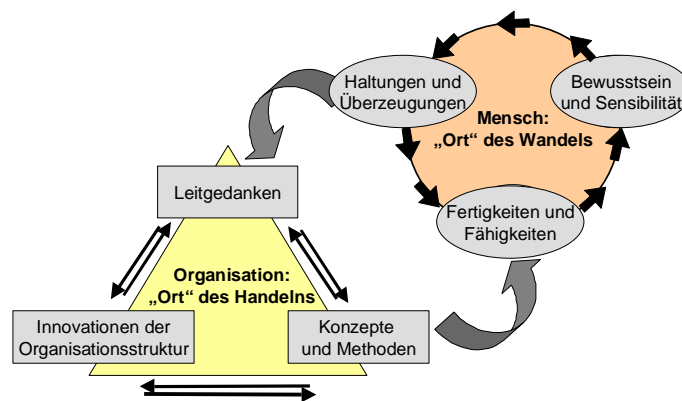 Haltungen und
Überzeugungen
Bewusstsein
und Sensibilität
Mensch:
„Ort“ des Wandels
Leitgedanken
Fertigkeiten und
Fähigkeiten
Organisation:
„Ort“ des Handelns
Innovationen der
Organisationsstruktur
Konzepte
und Methoden